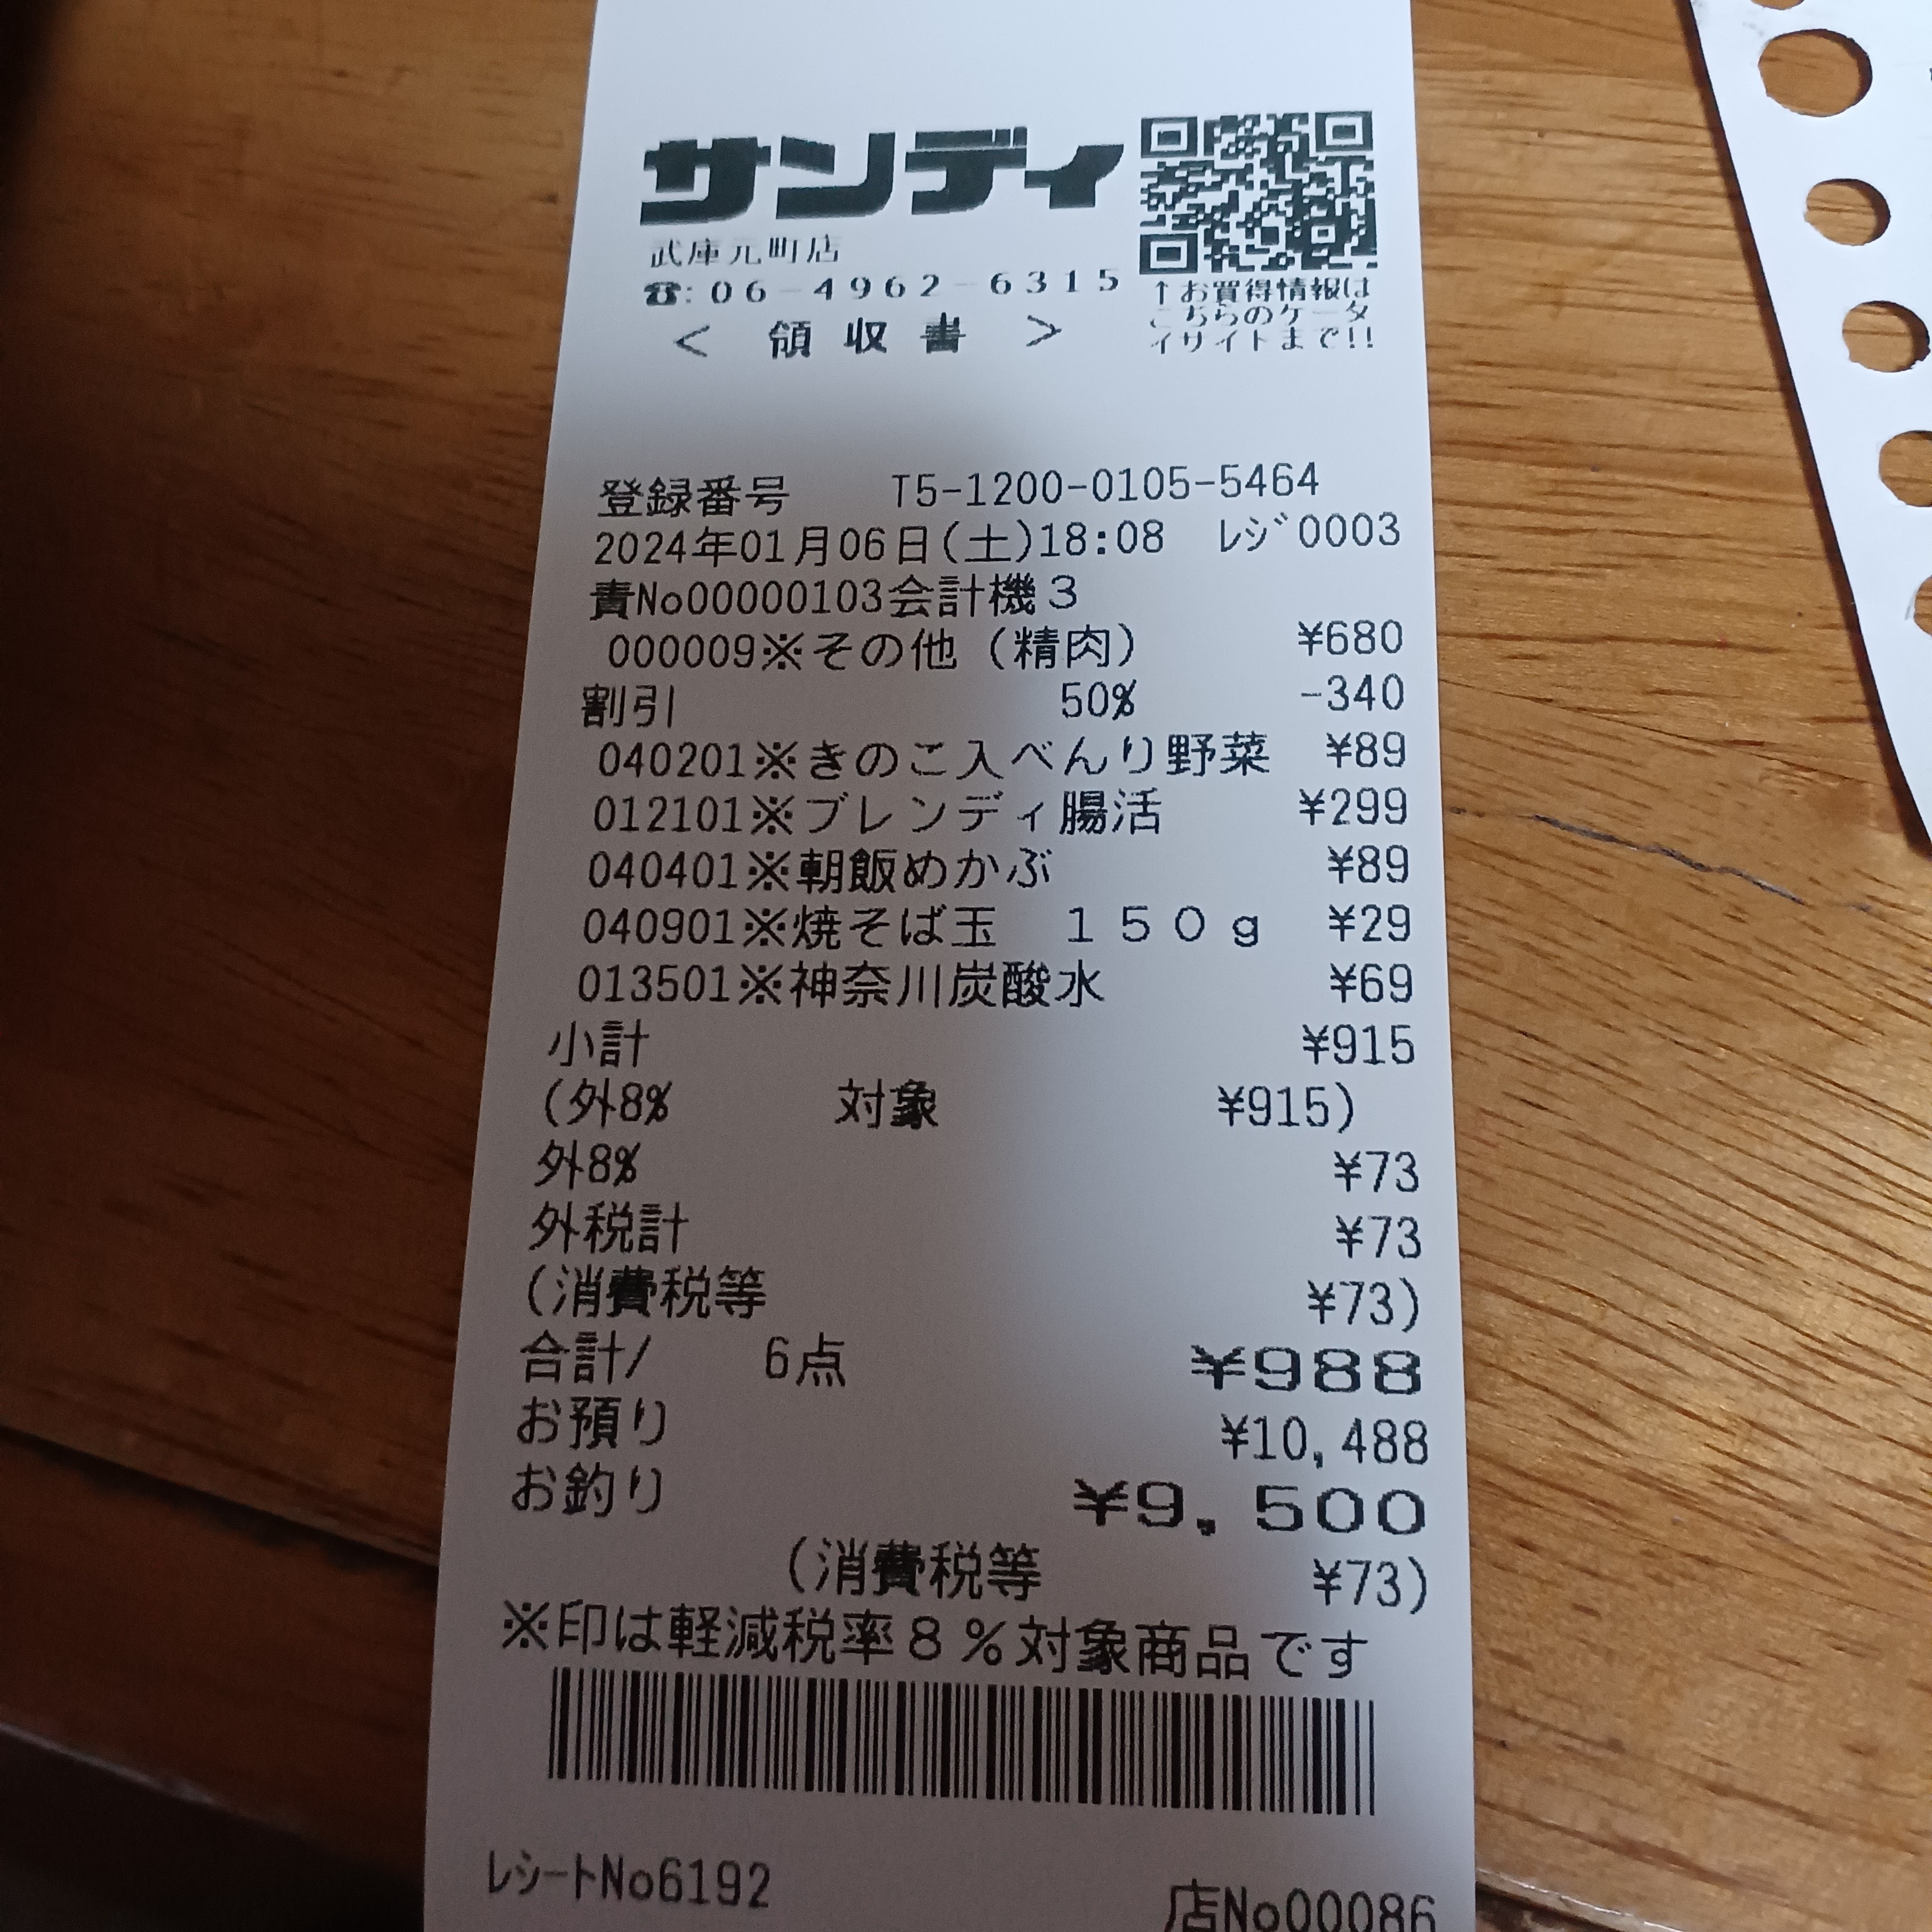 サンディ
武庫元町店
☎:06-4962-6315
↑お買得情報は
こちらのケータ
イサイトまで!!
< 領収書 >
登録番号 T5-1200-0105-5464
2024年01月06日(土)18:08 ﾚｼﾞ0003
責No00000103会計機３
000009※その他（精肉） ¥680
割引 50% -340
040201※きのこ入べんり野菜 ¥89
012101※ブレンディ腸活 ¥299
040401※朝飯めかぶ ¥89
040901※焼そば玉 １５０ｇ ¥29
013501※神奈川炭酸水 ¥69
小計 ¥915
(外8% 対象 ¥915)
外8% ¥73
外税計 ¥73
(消費税等 ¥73)
合計/ 6点 ¥988
お預り ¥10,488
お釣り ¥9,500
(消費税等 ¥73)
※印は軽減税率８％対象商品です
ﾚｼｰﾄNo6192 店No00086